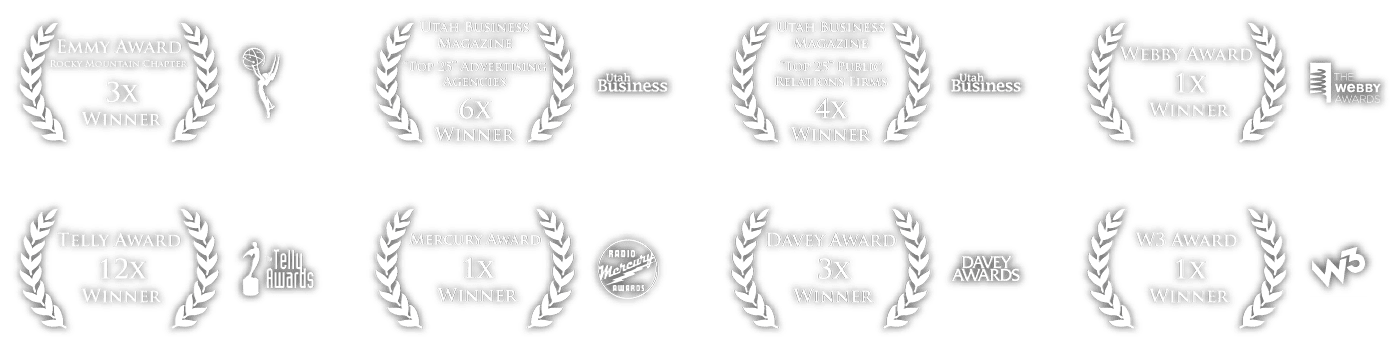 EMMY AWARD
ROCKY MOUNTAIN CHAPTER
3X
WINNER
UTAH BUSINESS
MAGAZINE
"TOP 25" ADVERTISING
AGENCIES
6X
WINNER
Utah
Business
UTAH BUSINESS
MAGAZINE
"TOP 25" PUBLIC
RELATIONS FIRMS
4X
WINNER
Utah
Business
WEBBY AWARD
1X
WINNER
THE
WEBBY
AWARDS
TELLY AWARD
12X
WINNER
Telly
Awards
MERCURY AWARD
1X
WINNER
RADIO
Mercury
AWARDS
DAVEY AWARD
3X
WINNER
DAVEY
AWARDS
W3 AWARD
1X
WINNER
W3